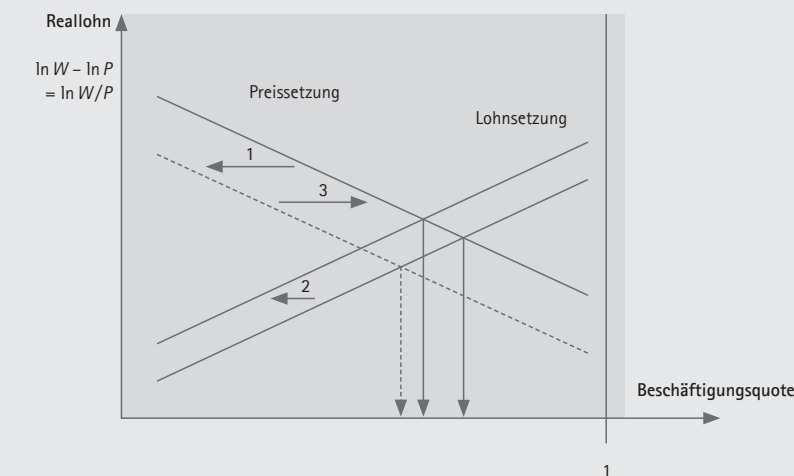 Reallohn
ln W – ln P
= ln W/P
Preissetzung
Lohnsetzung
1
3
2
Beschäftigungsquote
1